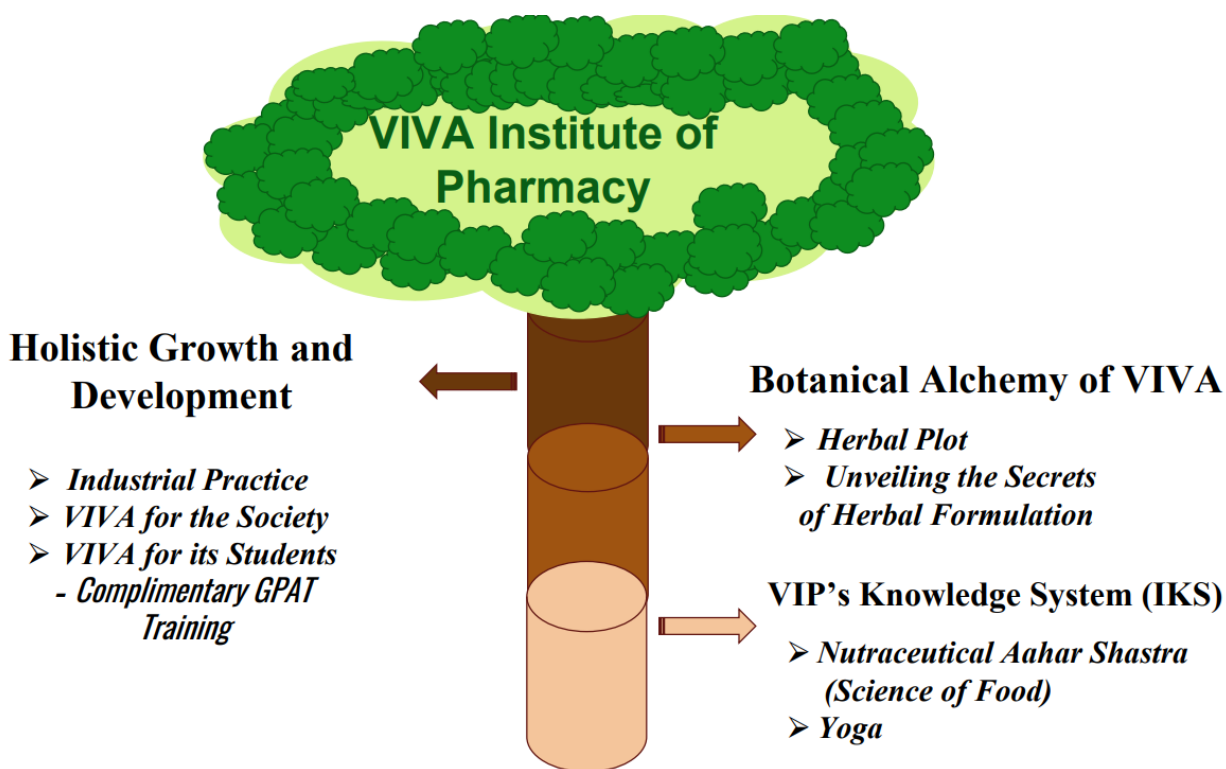 VIVA Institute of
Pharmacy
Holistic Growth and
Development
➢ Industrial Practice
➢ VIVA for the Society
➢ VIVA for its Students
- Complimentary GPAT
Training
Botanical Alchemy of VIVA
➢ Herbal Plot
➢ Unveiling the Secrets
of Herbal Formulation
VIP’s Knowledge System (IKS)
➢ Nutraceutical Aahar Shastra
(Science of Food)
➢ Yoga